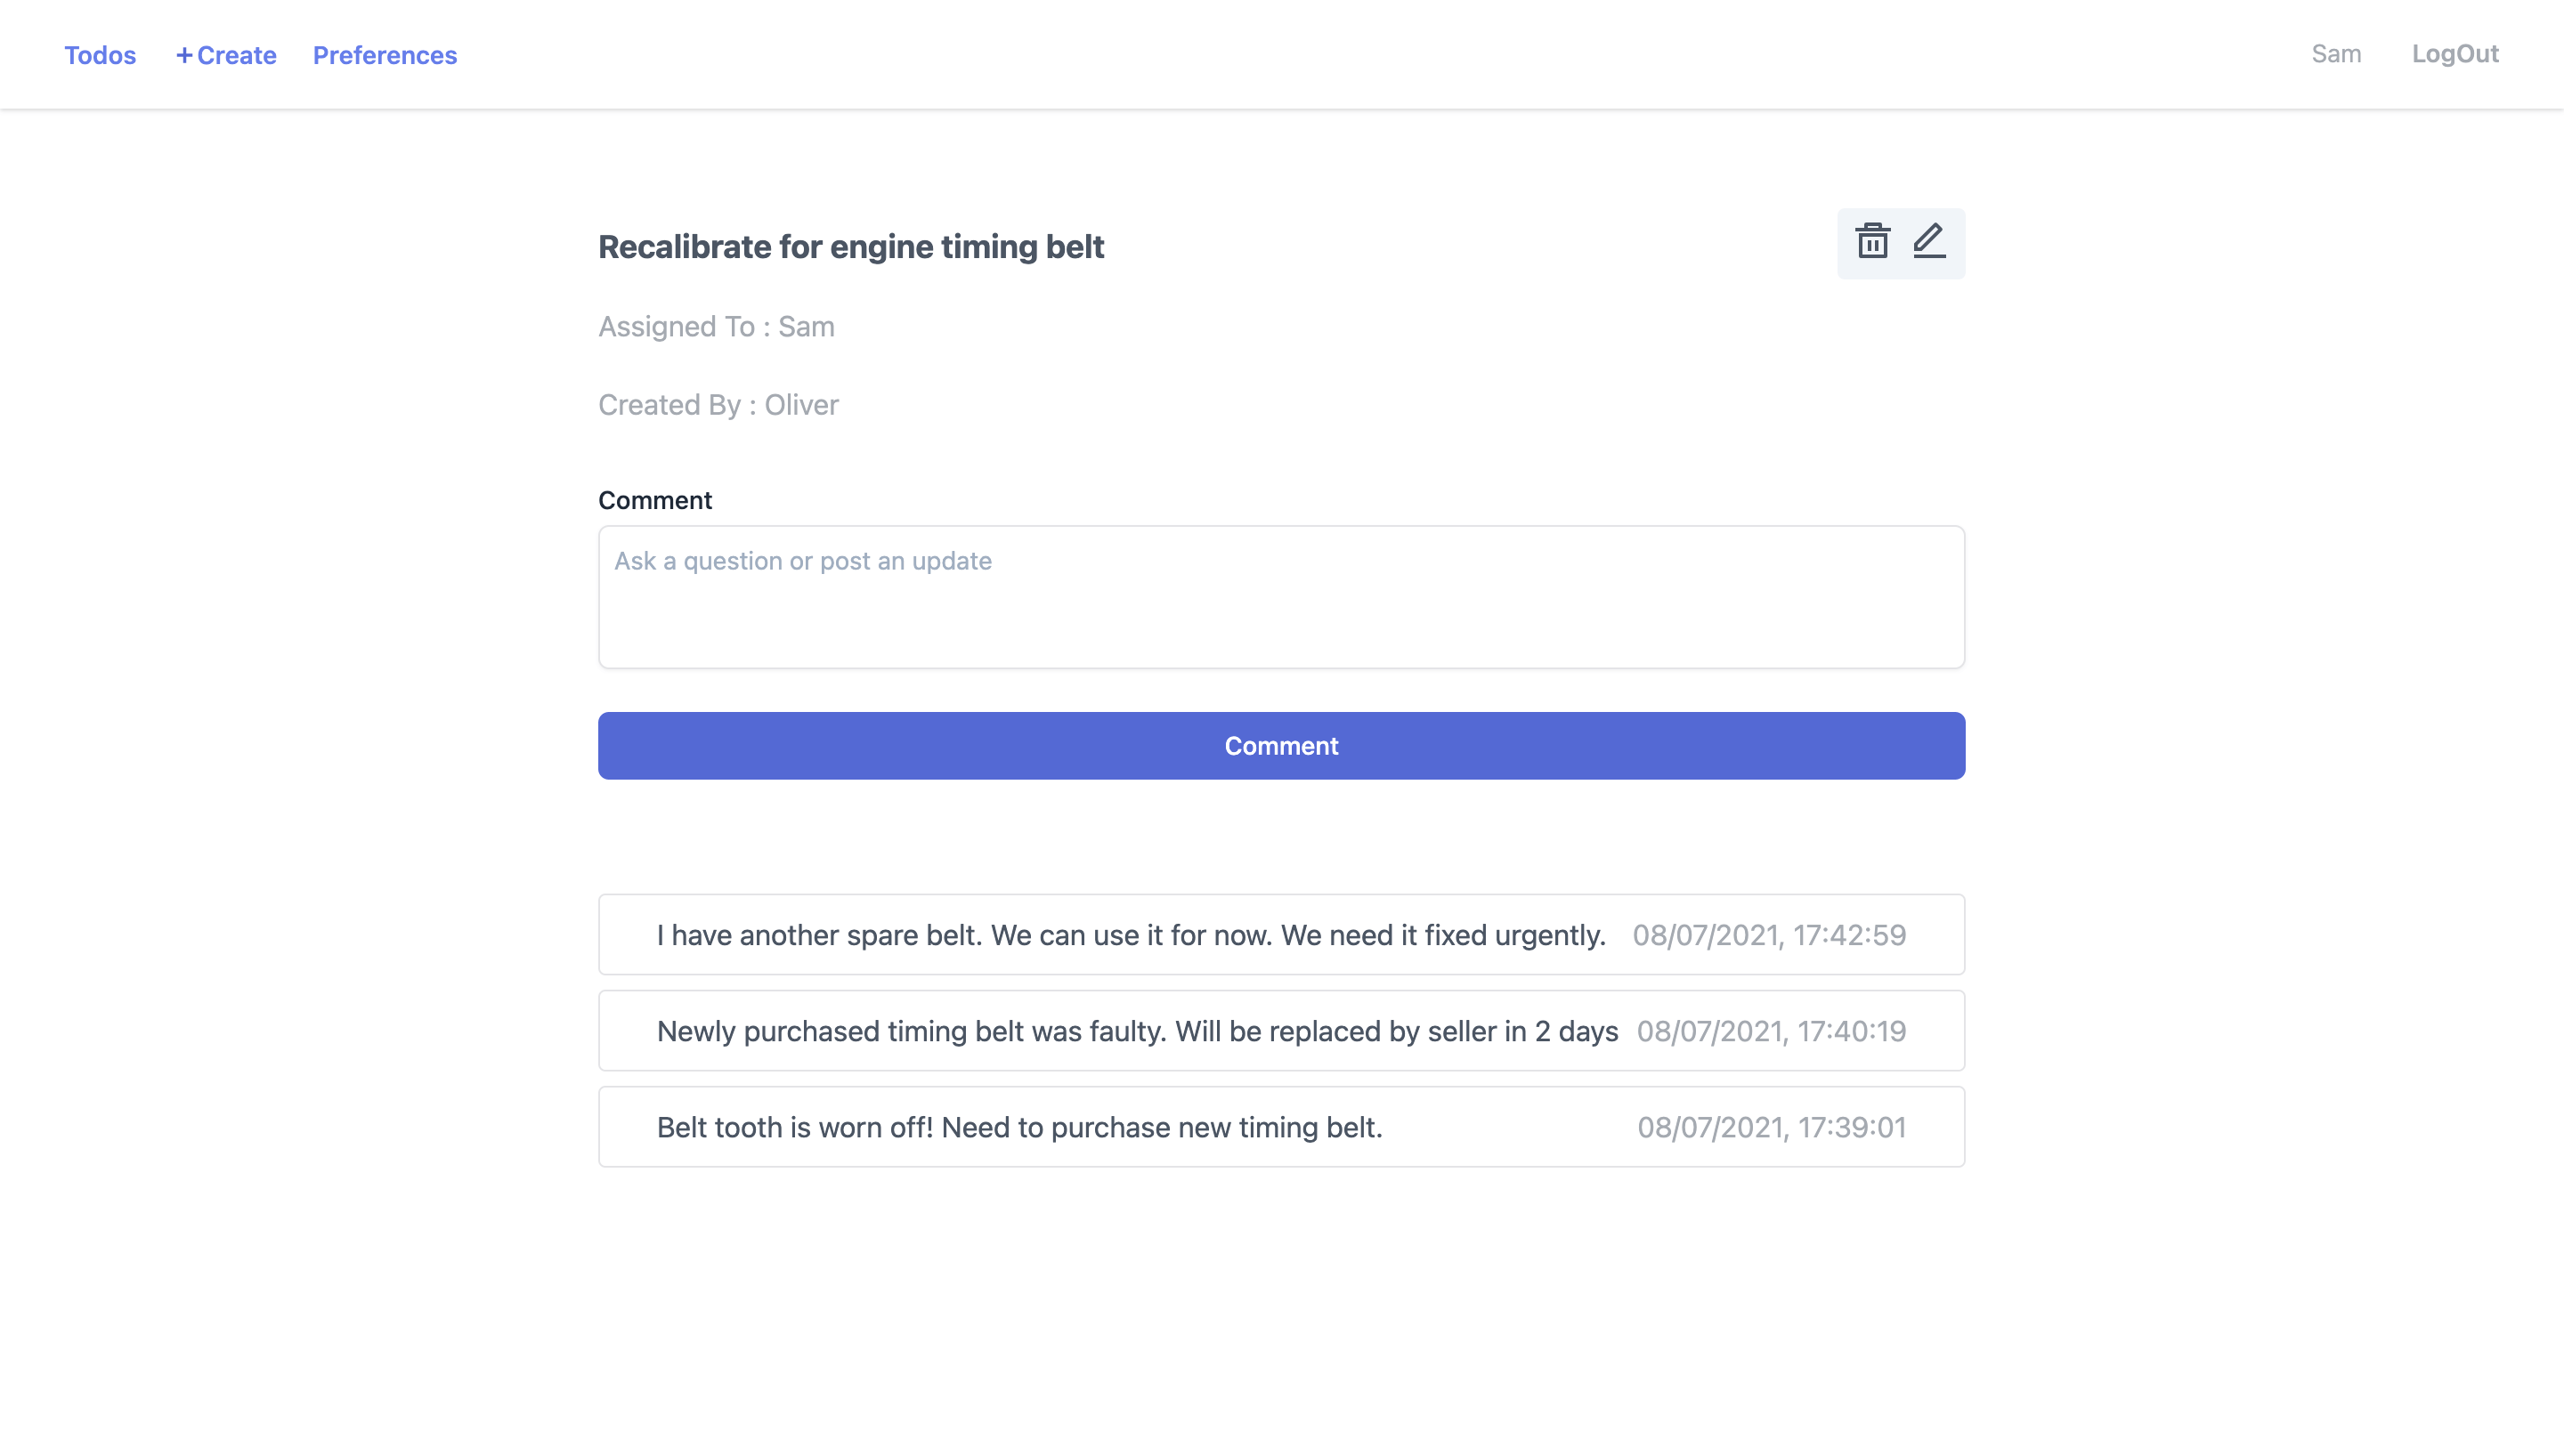 Todos +Create Preferences Sam LogOut
Recalibrate for engine timing belt
Assigned To : Sam
Created By : Oliver
Comment
Ask a question or post an update
Comment
I have another spare belt. We can use it for now. We need it fixed urgently. 08/07/2021, 17:42:59
Newly purchased timing belt was faulty. Will be replaced by seller in 2 days 08/07/2021, 17:40:19
Belt tooth is worn off! Need to purchase new timing belt. 08/07/2021, 17:39:01